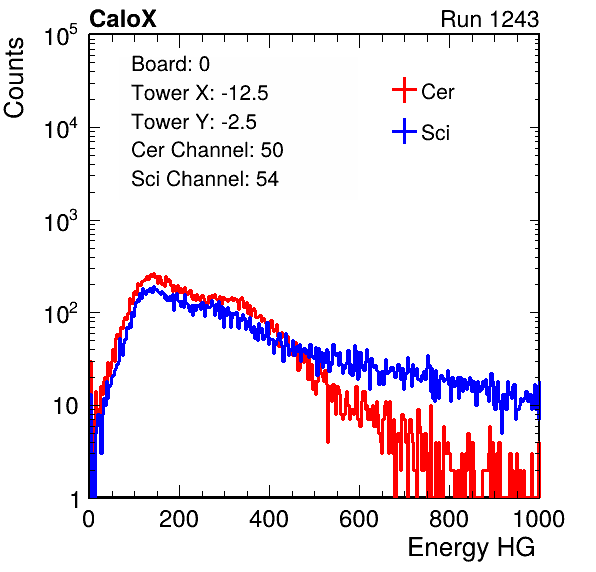 CaloX Run 1243
Counts
10^5
10^4
10^3
10^2
10
1
Board: 0
Tower X: -12.5
Tower Y: -2.5
Cer Channel: 50
Sci Channel: 54
Cer
Sci
0 200 400 600 800 1000
Energy HG